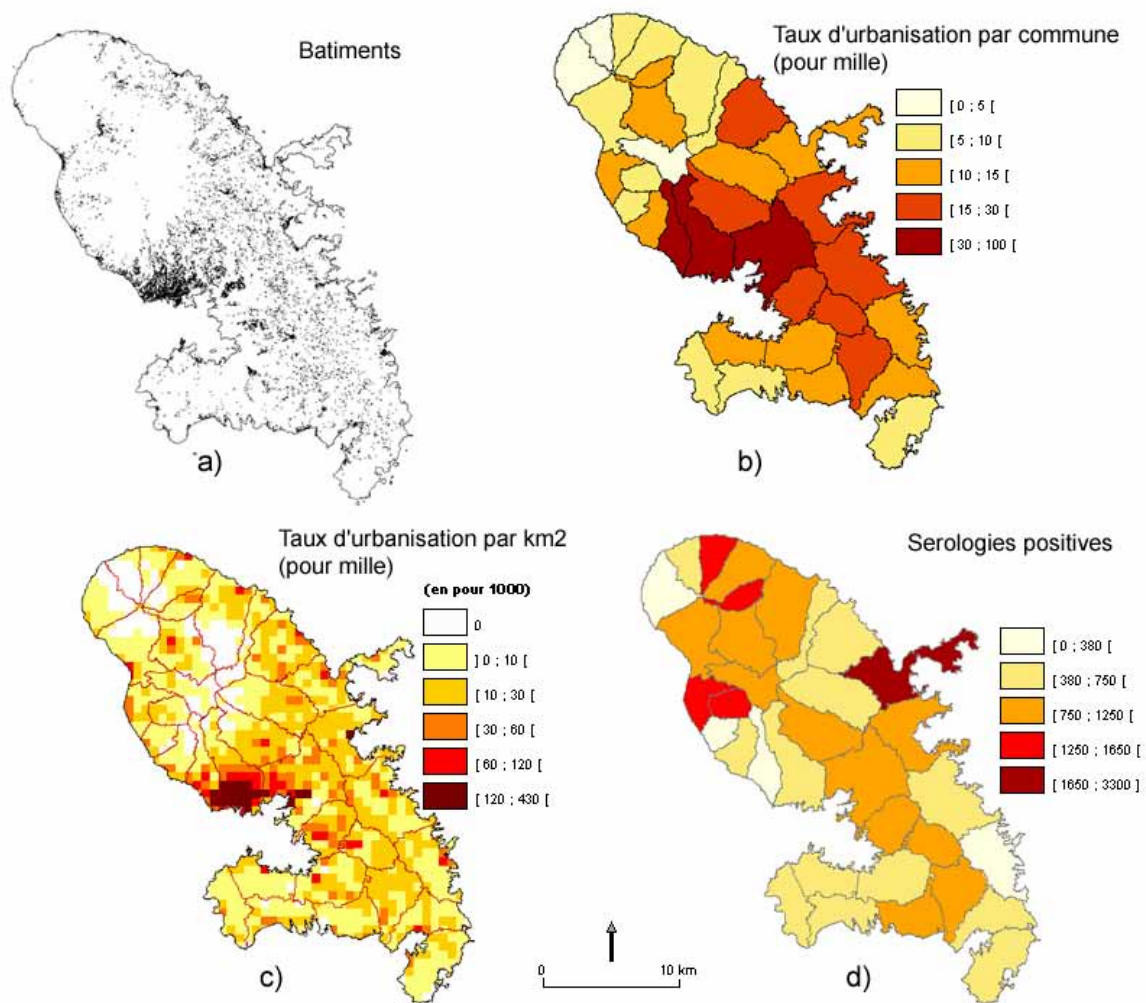 Batiments
a)
Taux d'urbanisation par commune
(pour mille)
[ 0 ; 5 [
[ 5 ; 10 [
[ 10 ; 15 [
[ 15 ; 30 [
[ 30 ; 100 [
b)
Taux d'urbanisation par km2
(pour mille)
(en pour 1000)
0
] 0 ; 10 [
[ 10 ; 30 [
[ 30 ; 60 [
[ 60 ; 120 [
[ 120 ; 430 [
c)
0 10 km
Serologies positives
[ 0 ; 380 [
[ 380 ; 750 [
[ 750 ; 1250 [
[ 1250 ; 1650 [
[ 1650 ; 3300 [
d)